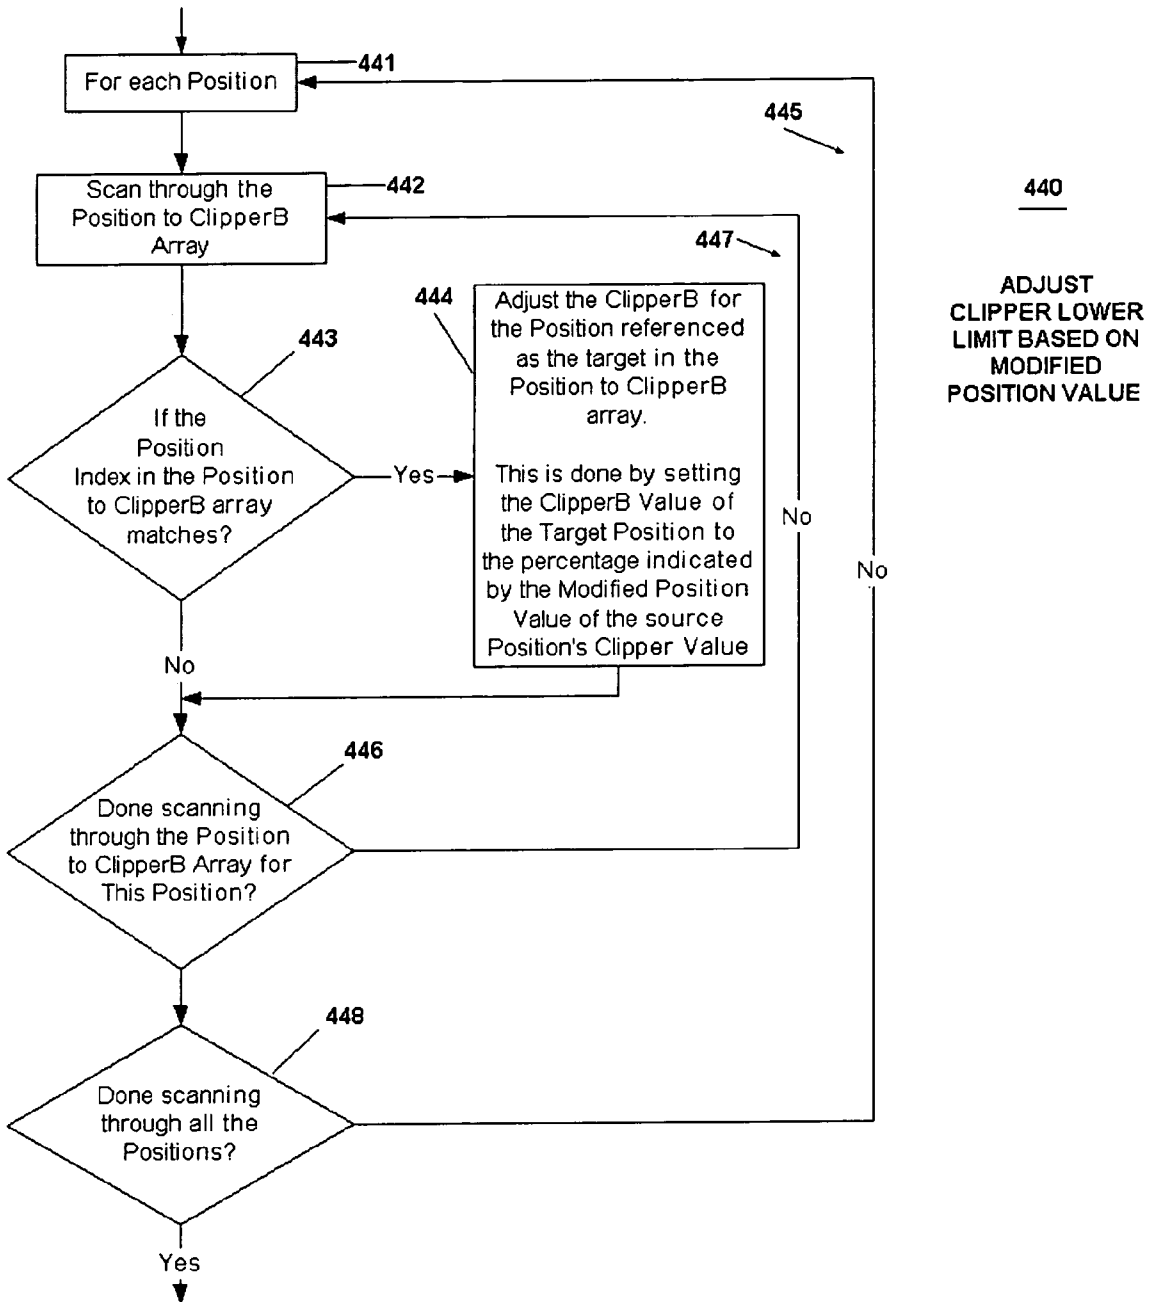 441
For each Position
445
442
Scan through the
Position to ClipperB
Array
440
447
ADJUST
CLIPPER LOWER
LIMIT BASED ON
MODIFIED
POSITION VALUE
444
Adjust the ClipperB for
the Position referenced
as the target in the
Position to ClipperB
array.
This is done by setting
the ClipperB Value of
the Target Position to
the percentage indicated
by the Modified Position
Value of the source
Position's Clipper Value
443
If the
Position
Index in the Position
to ClipperB array
matches?
Yes
No
No
No
446
Done scanning
through the Position
to ClipperB Array for
This Position?
448
Done scanning
through all the
Positions?
Yes